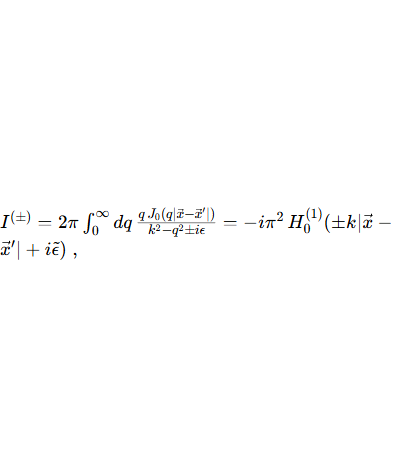 I^{(\pm)} = 2\pi \int_0^\infty dq \frac{q J_0(q|\vec{x}-\vec{x}'|)}{k^2-q^2\pm i\epsilon} = -i\pi^2 H_0^{(1)}(\pm k|\vec{x} -
\vec{x}'| + i\tilde{\epsilon}) ,